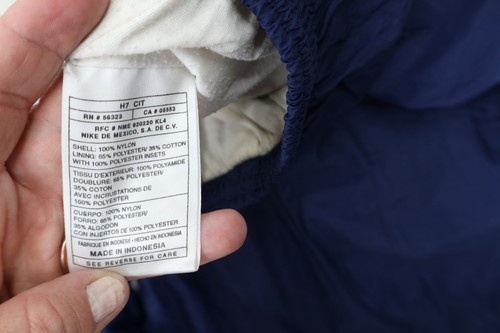 H7 CIT
RN # 56323 CA # 05553
RFC # NME 920220 KL4
NIKE DE MEXICO, S.A. DE C.V.
SHELL: 100% NYLON
LINING: 65% POLYESTER/ 35% COTTON
WITH 100% POLYESTER INSETS
TISSU D'EXTERIEUR: 100% POLYAMIDE
DOUBLURE: 65% POLYESTER/
35% COTON
AVEC INCRUSTATIONS DE
100% POLYESTER
CUERPO: 100% NYLON
FORRO: 65% POLYESTER/
35% ALGODON
CON INJERTOS DE 100% POLYESTER
FABRIQUE EN INDONESIE • HECHO EN INDONESIA
MADE IN INDONESIA
SEE REVERSE FOR CARE